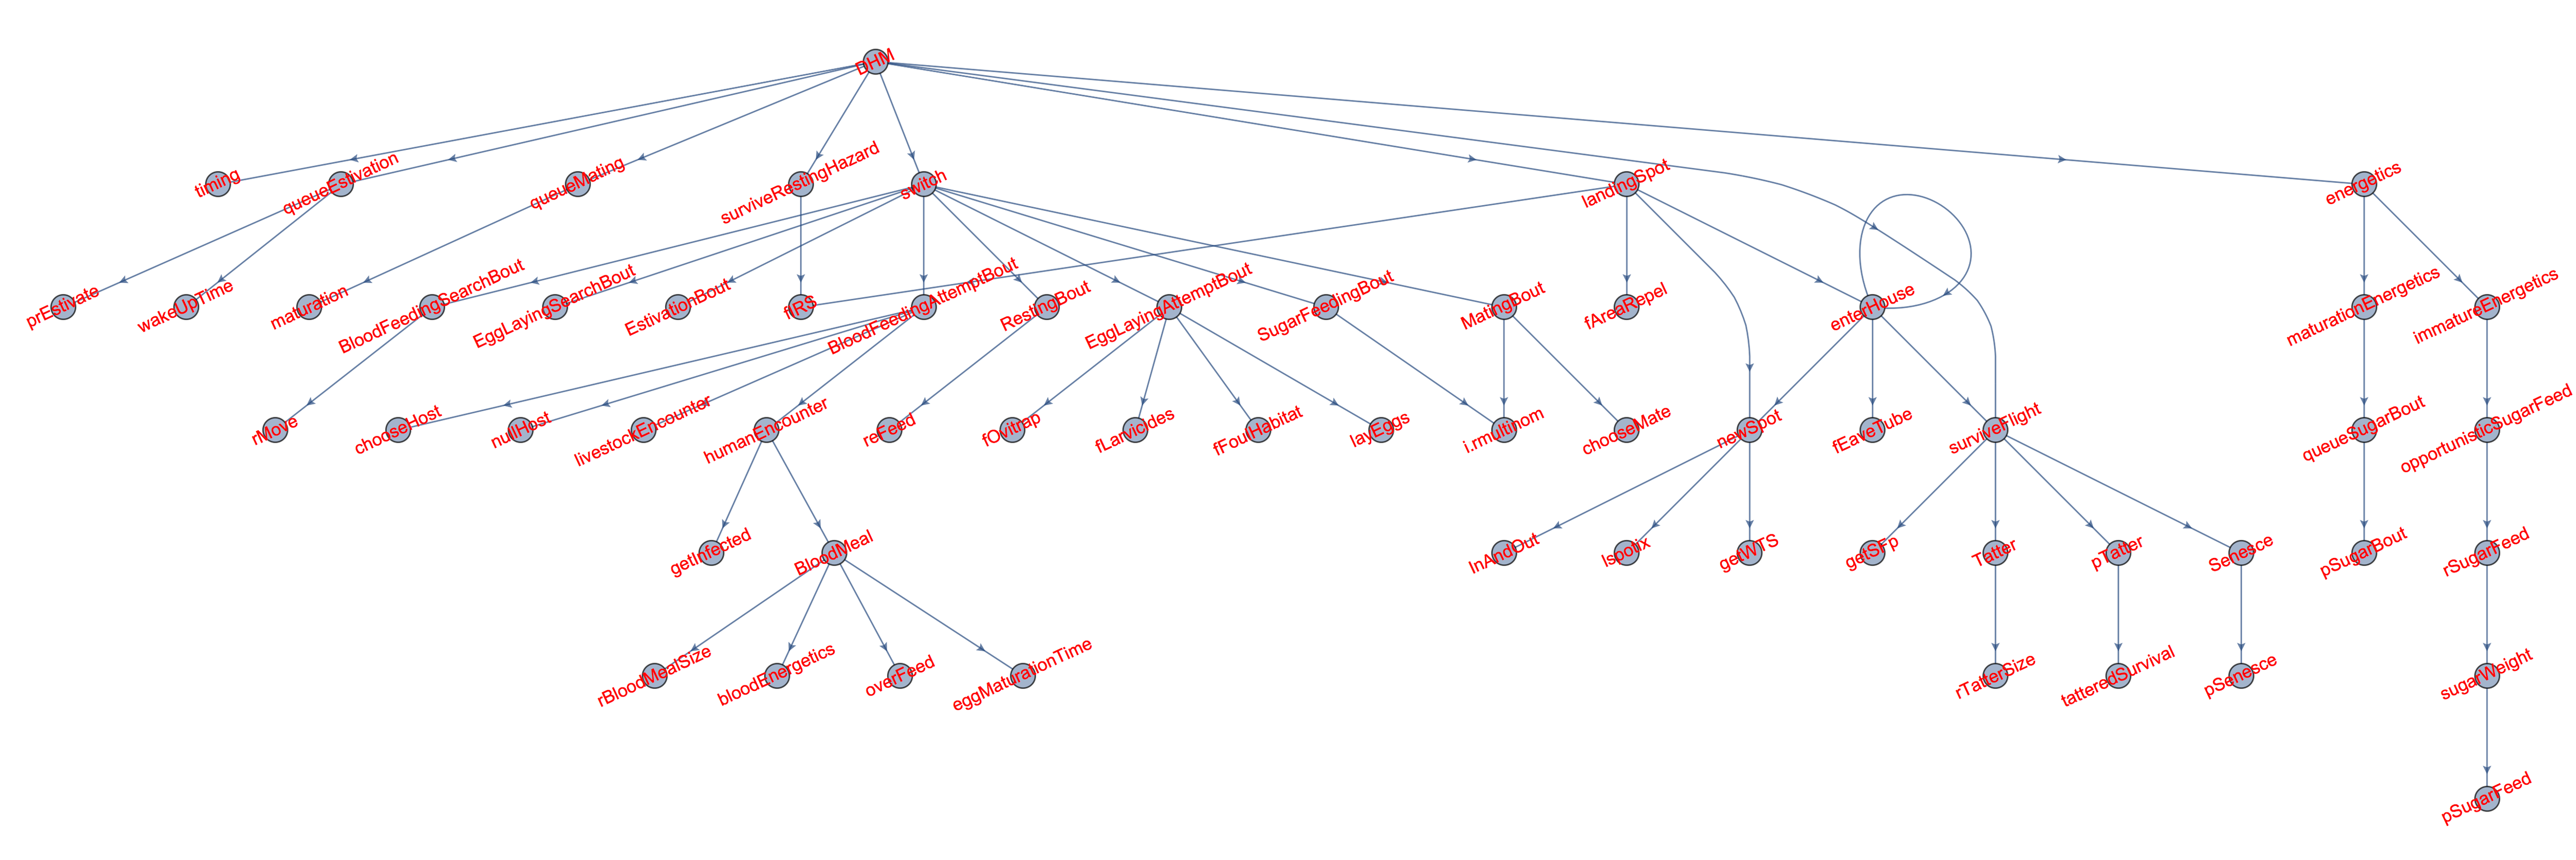 BHM
timing
queueEstivation
queueMating
surviveRestingHazard
switch
landingSpot
energetics
prEstivate
wakeUpTime
maturation
BloodFeedingSearchBout
EggLayingSearchBout
EstivationBout
fIRS
BloodFeedingAttemptBout
RestingBout
EggLayingAttemptBout
SugarFeedingBout
MatingBout
fAreaRepel
enterHouse
maturationEnergetics
immatureEnergetics
rMove
chooseHost
nullHost
livestockEncounter
humanEncounter
reFeed
fOvitrap
fLarvicides
fFoulHabitat
layEggs
i.rmultinom
chooseMate
newSpot
fEaveTube
surviveFlight
queueSugarBout
opportunisticSugarFeed
getInfected
BloodMeal
InAndOut
Ispotix
getWTS
getSFp
Tatter
pTatter
Senesce
pSugarBout
rSugarFeed
rBloodMealSize
bloodEnergetics
overFeed
eggMaturationTime
rTatterSize
tatteredSurvival
pSenesce
sugarWeight
pSugarFeed